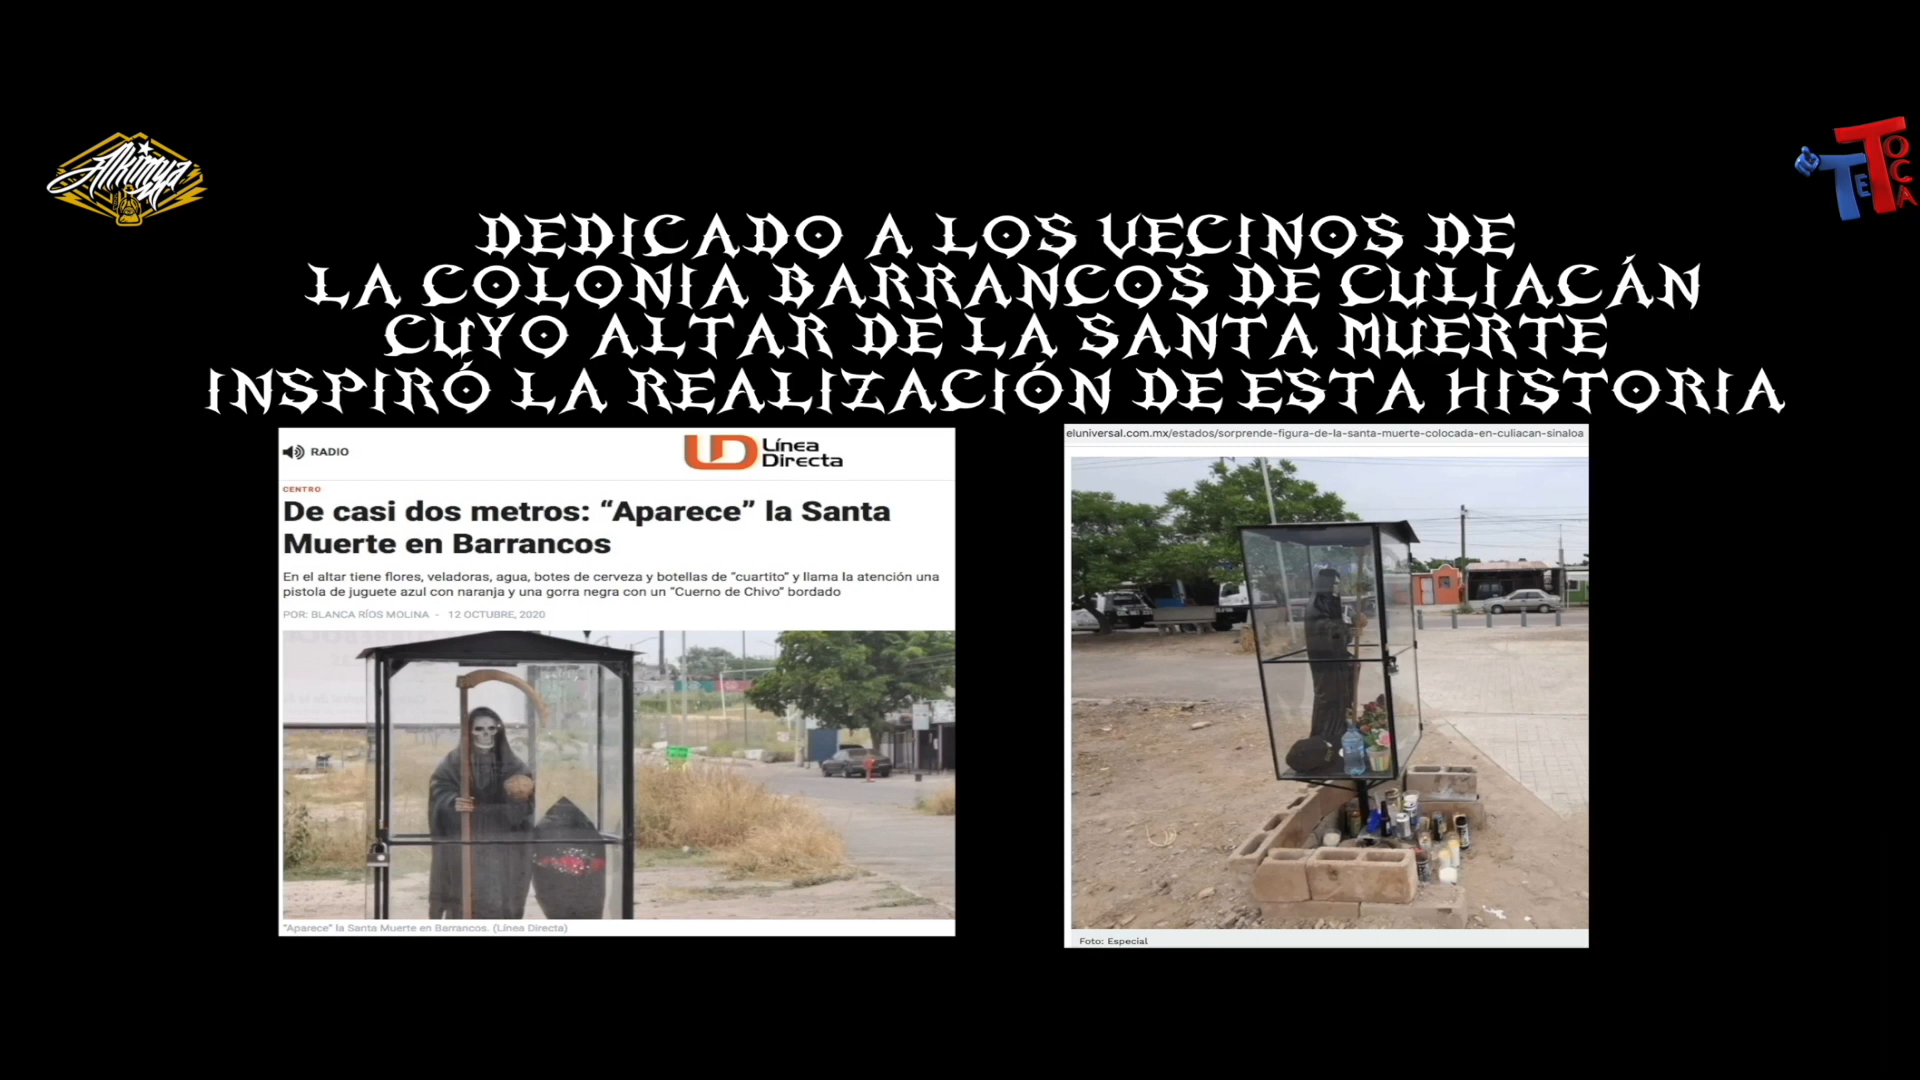 Alkimya
TE TOCA
DEDICADO A LOS VECINOS DE
LA COLONIA BARRANCOS DE CULIACÁN
CUYO ALTAR DE LA SANTA MUERTE
INSPIRÓ LA REALIZACIÓN DE ESTA HISTORIA
RADIO
Línea
Directa
CENTRO
De casi dos metros: “Aparece” la Santa
Muerte en Barrancos
En el altar tiene flores, veladoras, agua, botes de cerveza y botellas de "cuartito" y llama la atención una
pistola de juguete azul con naranja y una gorra negra con un "Cuerno de Chivo" bordado
POR: BLANCA RÍOS MOLINA - 12 OCTUBRE, 2020
"Aparece" la Santa Muerte en Barrancos. (Línea Directa)
eluniversal.com.mx/estados/sorprende-figura-de-la-santa-muerte-colocada-en-culiacan-sinaloa
Foto: Especial